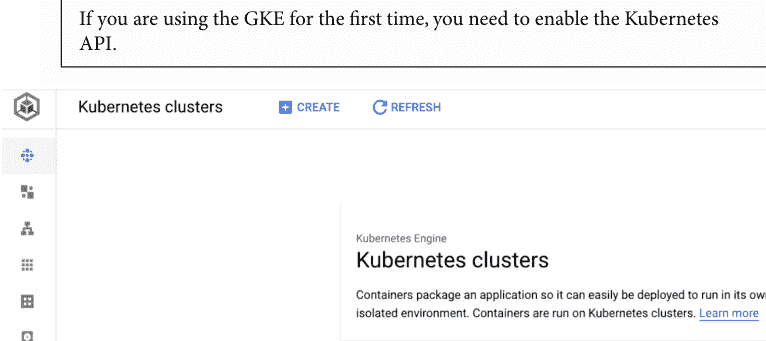 If you are using the GKE for the first time, you need to enable the Kubernetes
API.
Kubernetes clusters
CREATE
REFRESH
Kubernetes Engine
Kubernetes clusters
Containers package an application so it can easily be deployed to run in its own
isolated environment. Containers are run on Kubernetes clusters. Learn more